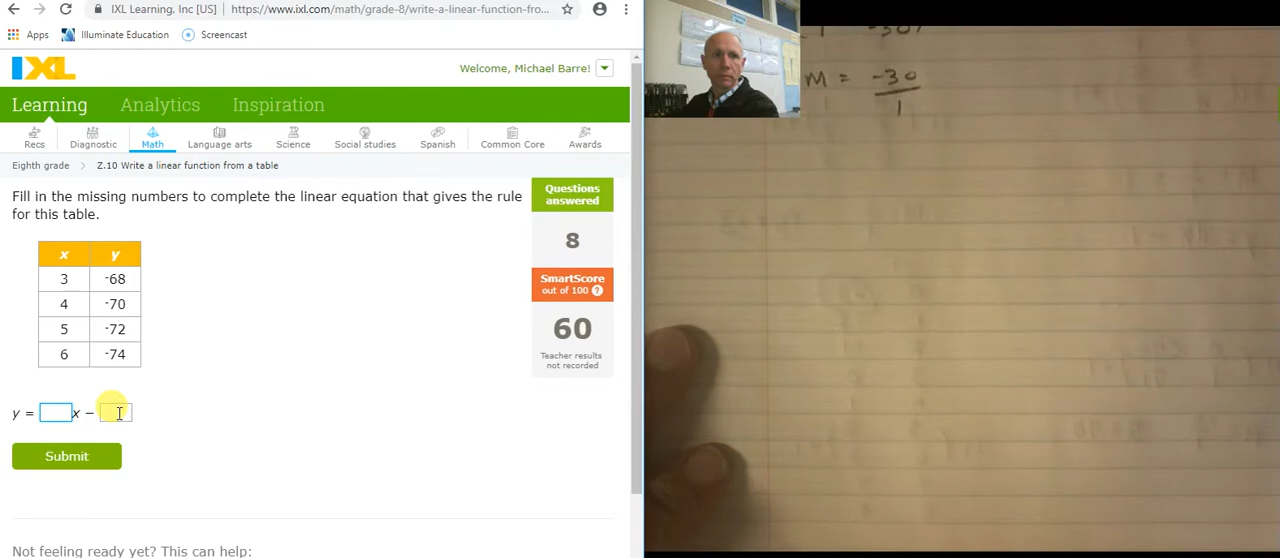 IXL Learning, Inc [US] | https://www.ixl.com/math/grade-8/write-a-linear-function-fro...
Apps Illuminate Education Screencast
IXL
Welcome, Michael Barre!
Learning Analytics Inspiration
Recs Diagnostic Math Language arts Science Social studies Spanish Common Core Awards
Eighth grade > Z.10 Write a linear function from a table
Fill in the missing numbers to complete the linear equation that gives the rule
for this table.
x y
3 -68
4 -70
5 -72
6 -74
y = x −
Submit
Questions
answered
8
SmartScore
out of 100 ?
60
Teacher results
not recorded
Not feeling ready yet? This can help:
M = -30
1